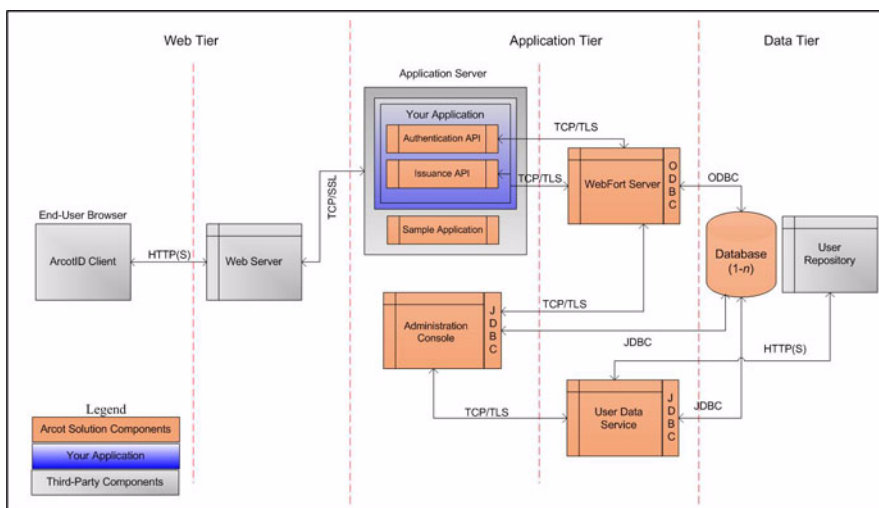 Web Tier
Application Tier
Data Tier
Application Server
Your Application
Authentication API
Issuance API
Sample Application
TCP/TLS
TCP/TLS
TCP/SSL
WebFort Server
O
D
B
C
ODBC
End-User Browser
ArcotID Client
HTTP(S)
Web Server
Database
(1-n)
User
Repository
TCP/TLS
Administration
Console
J
D
B
C
JDBC
HTTP(S)
TCP/TLS
User Data
Service
J
D
B
C
JDBC
Legend
Arcot Solution Components
Your Application
Third-Party Components